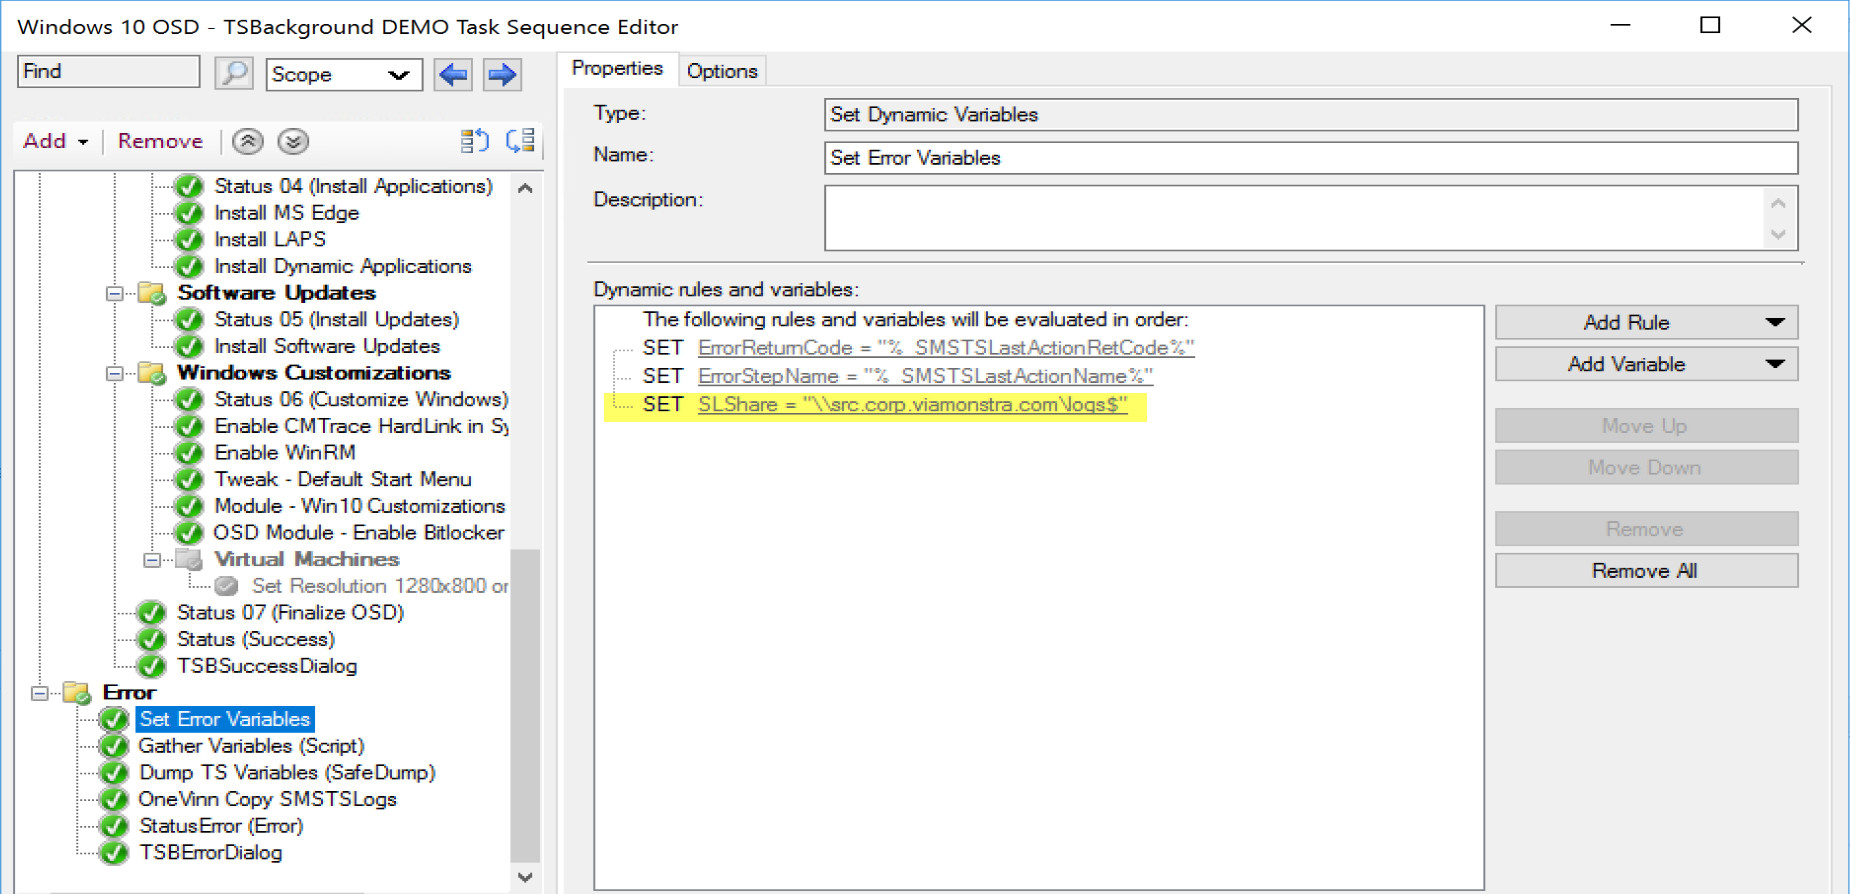 Windows 10 OSD - TSBackground DEMO Task Sequence Editor
Find
Scope
Add
Remove
Status 04 (Install Applications)
Install MS Edge
Install LAPS
Install Dynamic Applications
Software Updates
Status 05 (Install Updates)
Install Software Updates
Windows Customizations
Status 06 (Customize Windows)
Enable CMTrace HardLink in Sy
Enable WinRM
Tweak - Default Start Menu
Module - Win10 Customizations
OSD Module - Enable Bitlocker
Virtual Machines
Set Resolution 1280x800 or
Status 07 (Finalize OSD)
Status (Success)
TSBSuccessDialog
Error
Set Error Variables
Gather Variables (Script)
Dump TS Variables (SafeDump)
OneVinn Copy SMSTSLogs
StatusError (Error)
TSBErrorDialog
Properties
Options
Type:
Set Dynamic Variables
Name:
Set Error Variables
Description:
Dynamic rules and variables:
The following rules and variables will be evaluated in order:
SET ErrorReturnCode = "%_SMSTSLastActionRetCode%"
SET ErrorStepName = "%_SMSTSLastActionName%"
SET SLShare = "\\src.corp.viamonstra.com\logs$"
Add Rule
Add Variable
Move Up
Move Down
Remove
Remove All